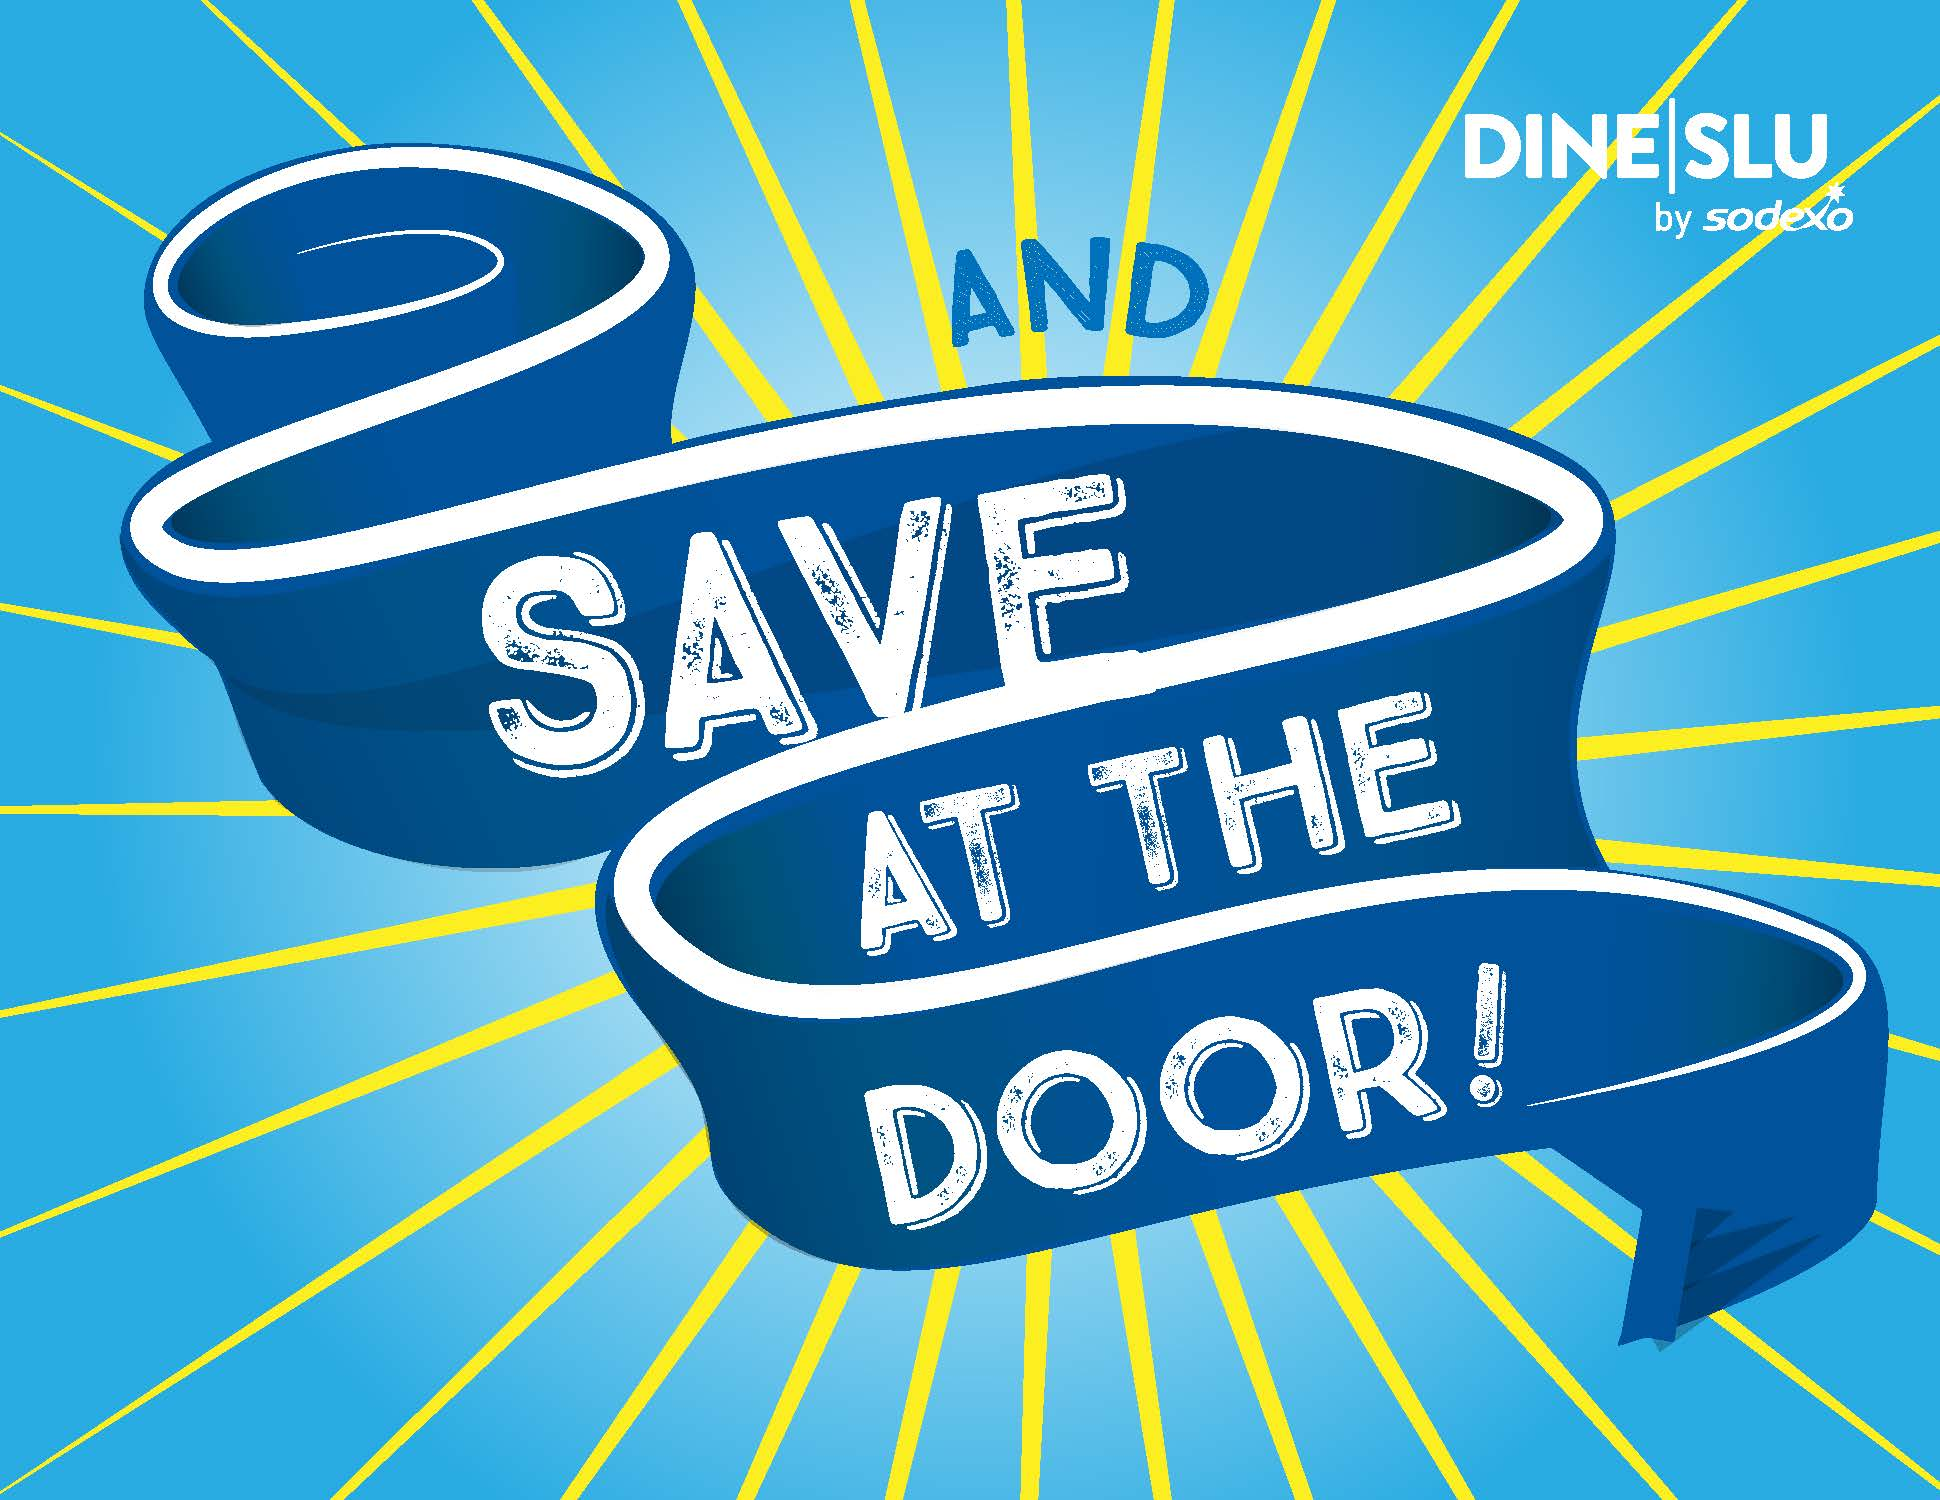 DINE|SLU
by sodexo
AND
SAVE
AT THE
DOOR!